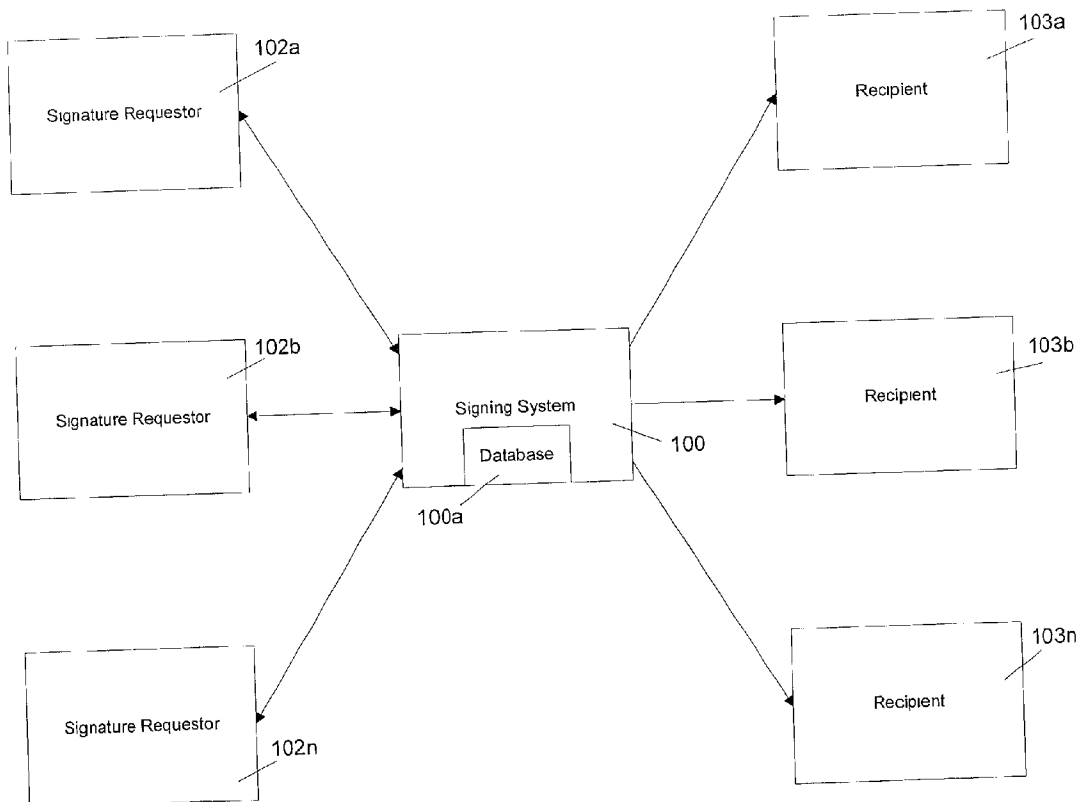 102a
Signature Requestor
103a
Recipient
102b
Signature Requestor
Signing System
100
Database
100a
103b
Recipient
102n
Signature Requestor
103n
Recipient